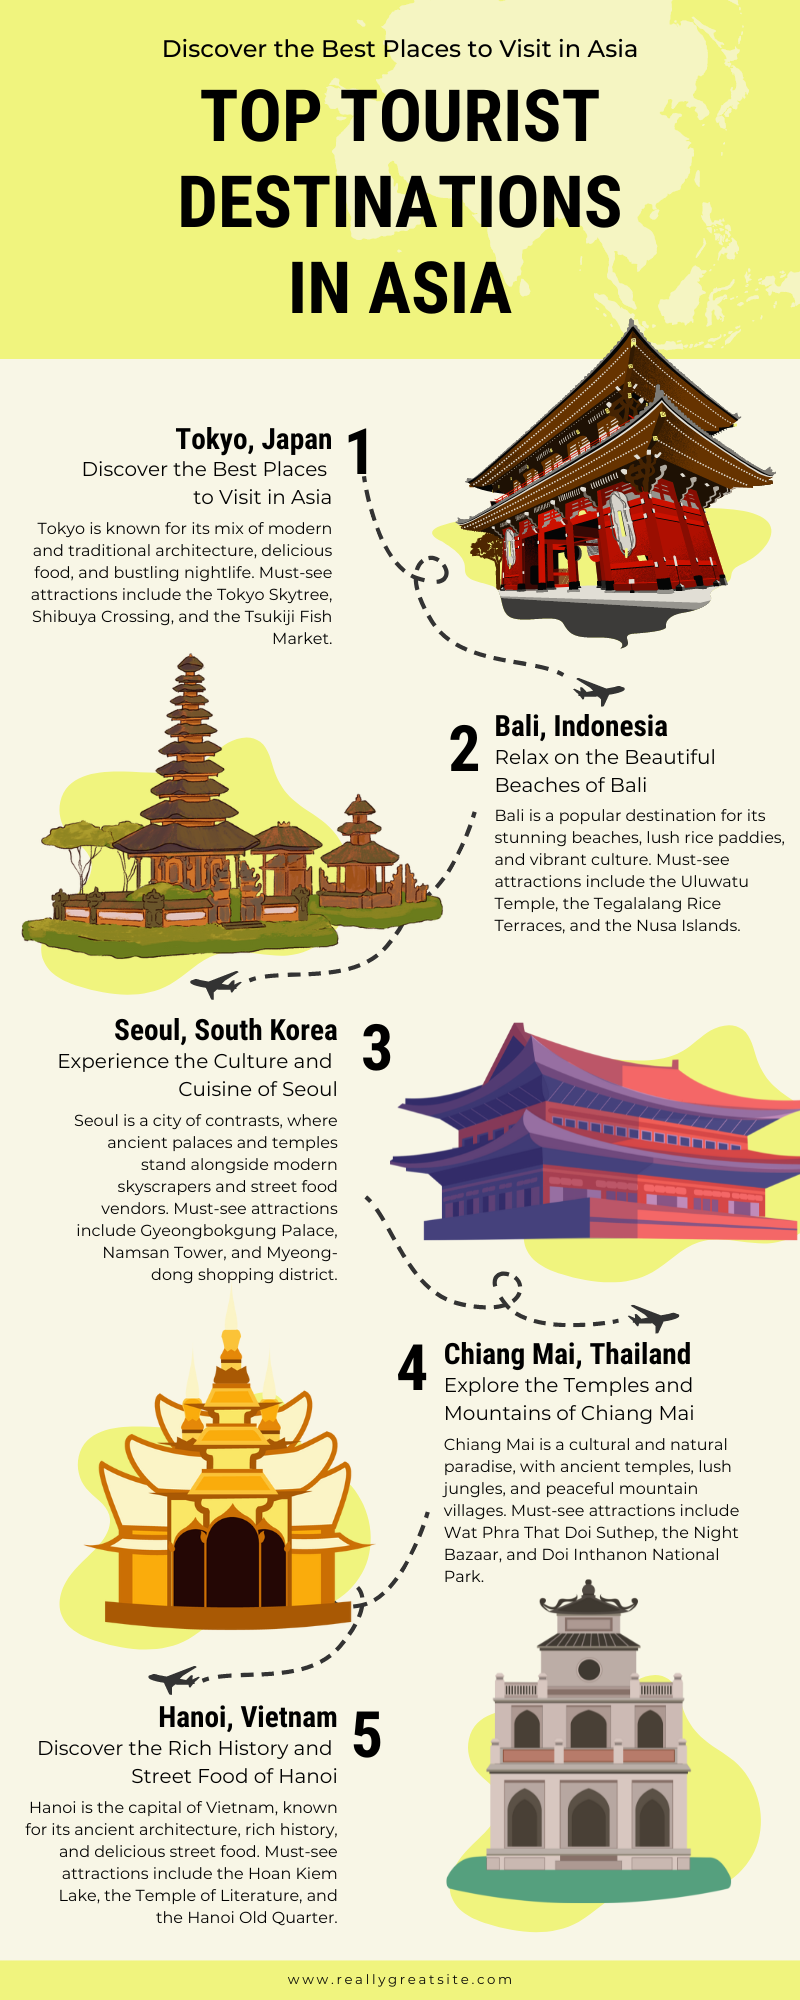 Discover the Best Places to Visit in Asia
TOP TOURIST
DESTINATIONS
IN ASIA
Tokyo, Japan
1
Discover the Best Places
to Visit in Asia
Tokyo is known for its mix of modern
and traditional architecture, delicious
food, and bustling nightlife. Must-see
attractions include the Tokyo Skytree,
Shibuya Crossing, and the Tsukiji Fish
Market.
2
Bali, Indonesia
Relax on the Beautiful
Beaches of Bali
Bali is a popular destination for its
stunning beaches, lush rice paddies,
and vibrant culture. Must-see
attractions include the Uluwatu
Temple, the Tegalalang Rice
Terraces, and the Nusa Islands.
Seoul, South Korea
3
Experience the Culture and
Cuisine of Seoul
Seoul is a city of contrasts, where
ancient palaces and temples
stand alongside modern
skyscrapers and street food
vendors. Must-see attractions
include Gyeongbokgung Palace,
Namsan Tower, and Myeong-
dong shopping district.
4
Chiang Mai, Thailand
Explore the Temples and
Mountains of Chiang Mai
Chiang Mai is a cultural and natural
paradise, with ancient temples, lush
jungles, and peaceful mountain
villages. Must-see attractions include
Wat Phra That Doi Suthep, the Night
Bazaar, and Doi Inthanon National
Park.
Hanoi, Vietnam
5
Discover the Rich History and
Street Food of Hanoi
Hanoi is the capital of Vietnam, known
for its ancient architecture, rich history,
and delicious street food. Must-see
attractions include the Hoan Kiem
Lake, the Temple of Literature, and
the Hanoi Old Quarter.
www.reallygreatsite.com